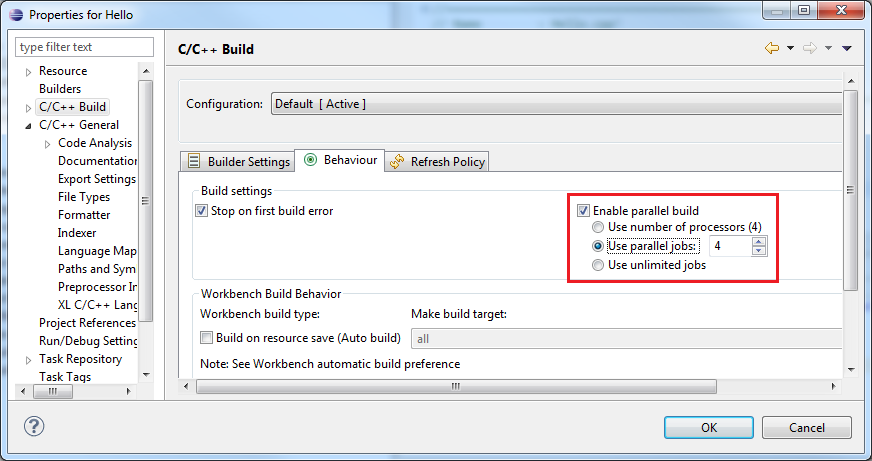 Properties for Hello
type filter text
Resource
Builders
C/C++ Build
C/C++ General
Code Analysis
Documentation
Export Settings
File Types
Formatter
Indexer
Language Map
Paths and Sym
Preprocessor In
XL C/C++ Lang
Project References
Run/Debug Setting
Task Repository
Task Tags
C/C++ Build
Configuration: Default [ Active ]
Builder Settings Behaviour Refresh Policy
Build settings
Stop on first build error
Enable parallel build
Use number of processors (4)
Use parallel jobs: 4
Use unlimited jobs
Workbench Build Behavior
Workbench build type: Make build target:
Build on resource save (Auto build) all
Note: See Workbench automatic build preference
OK Cancel